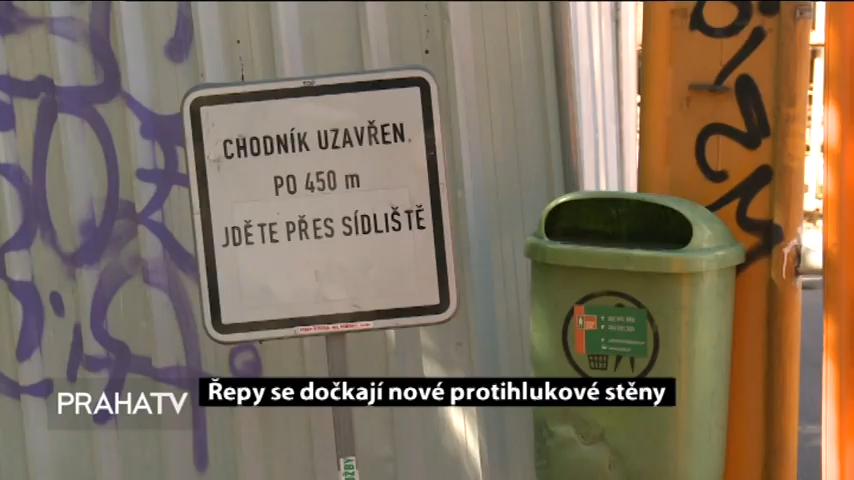 CHODNÍK UZAVŘEN
PO 450 m
JDĚTE PŘES SÍDLIŠTĚ
Řepy se dočkají nové protihlukové stěny
PRAHATV